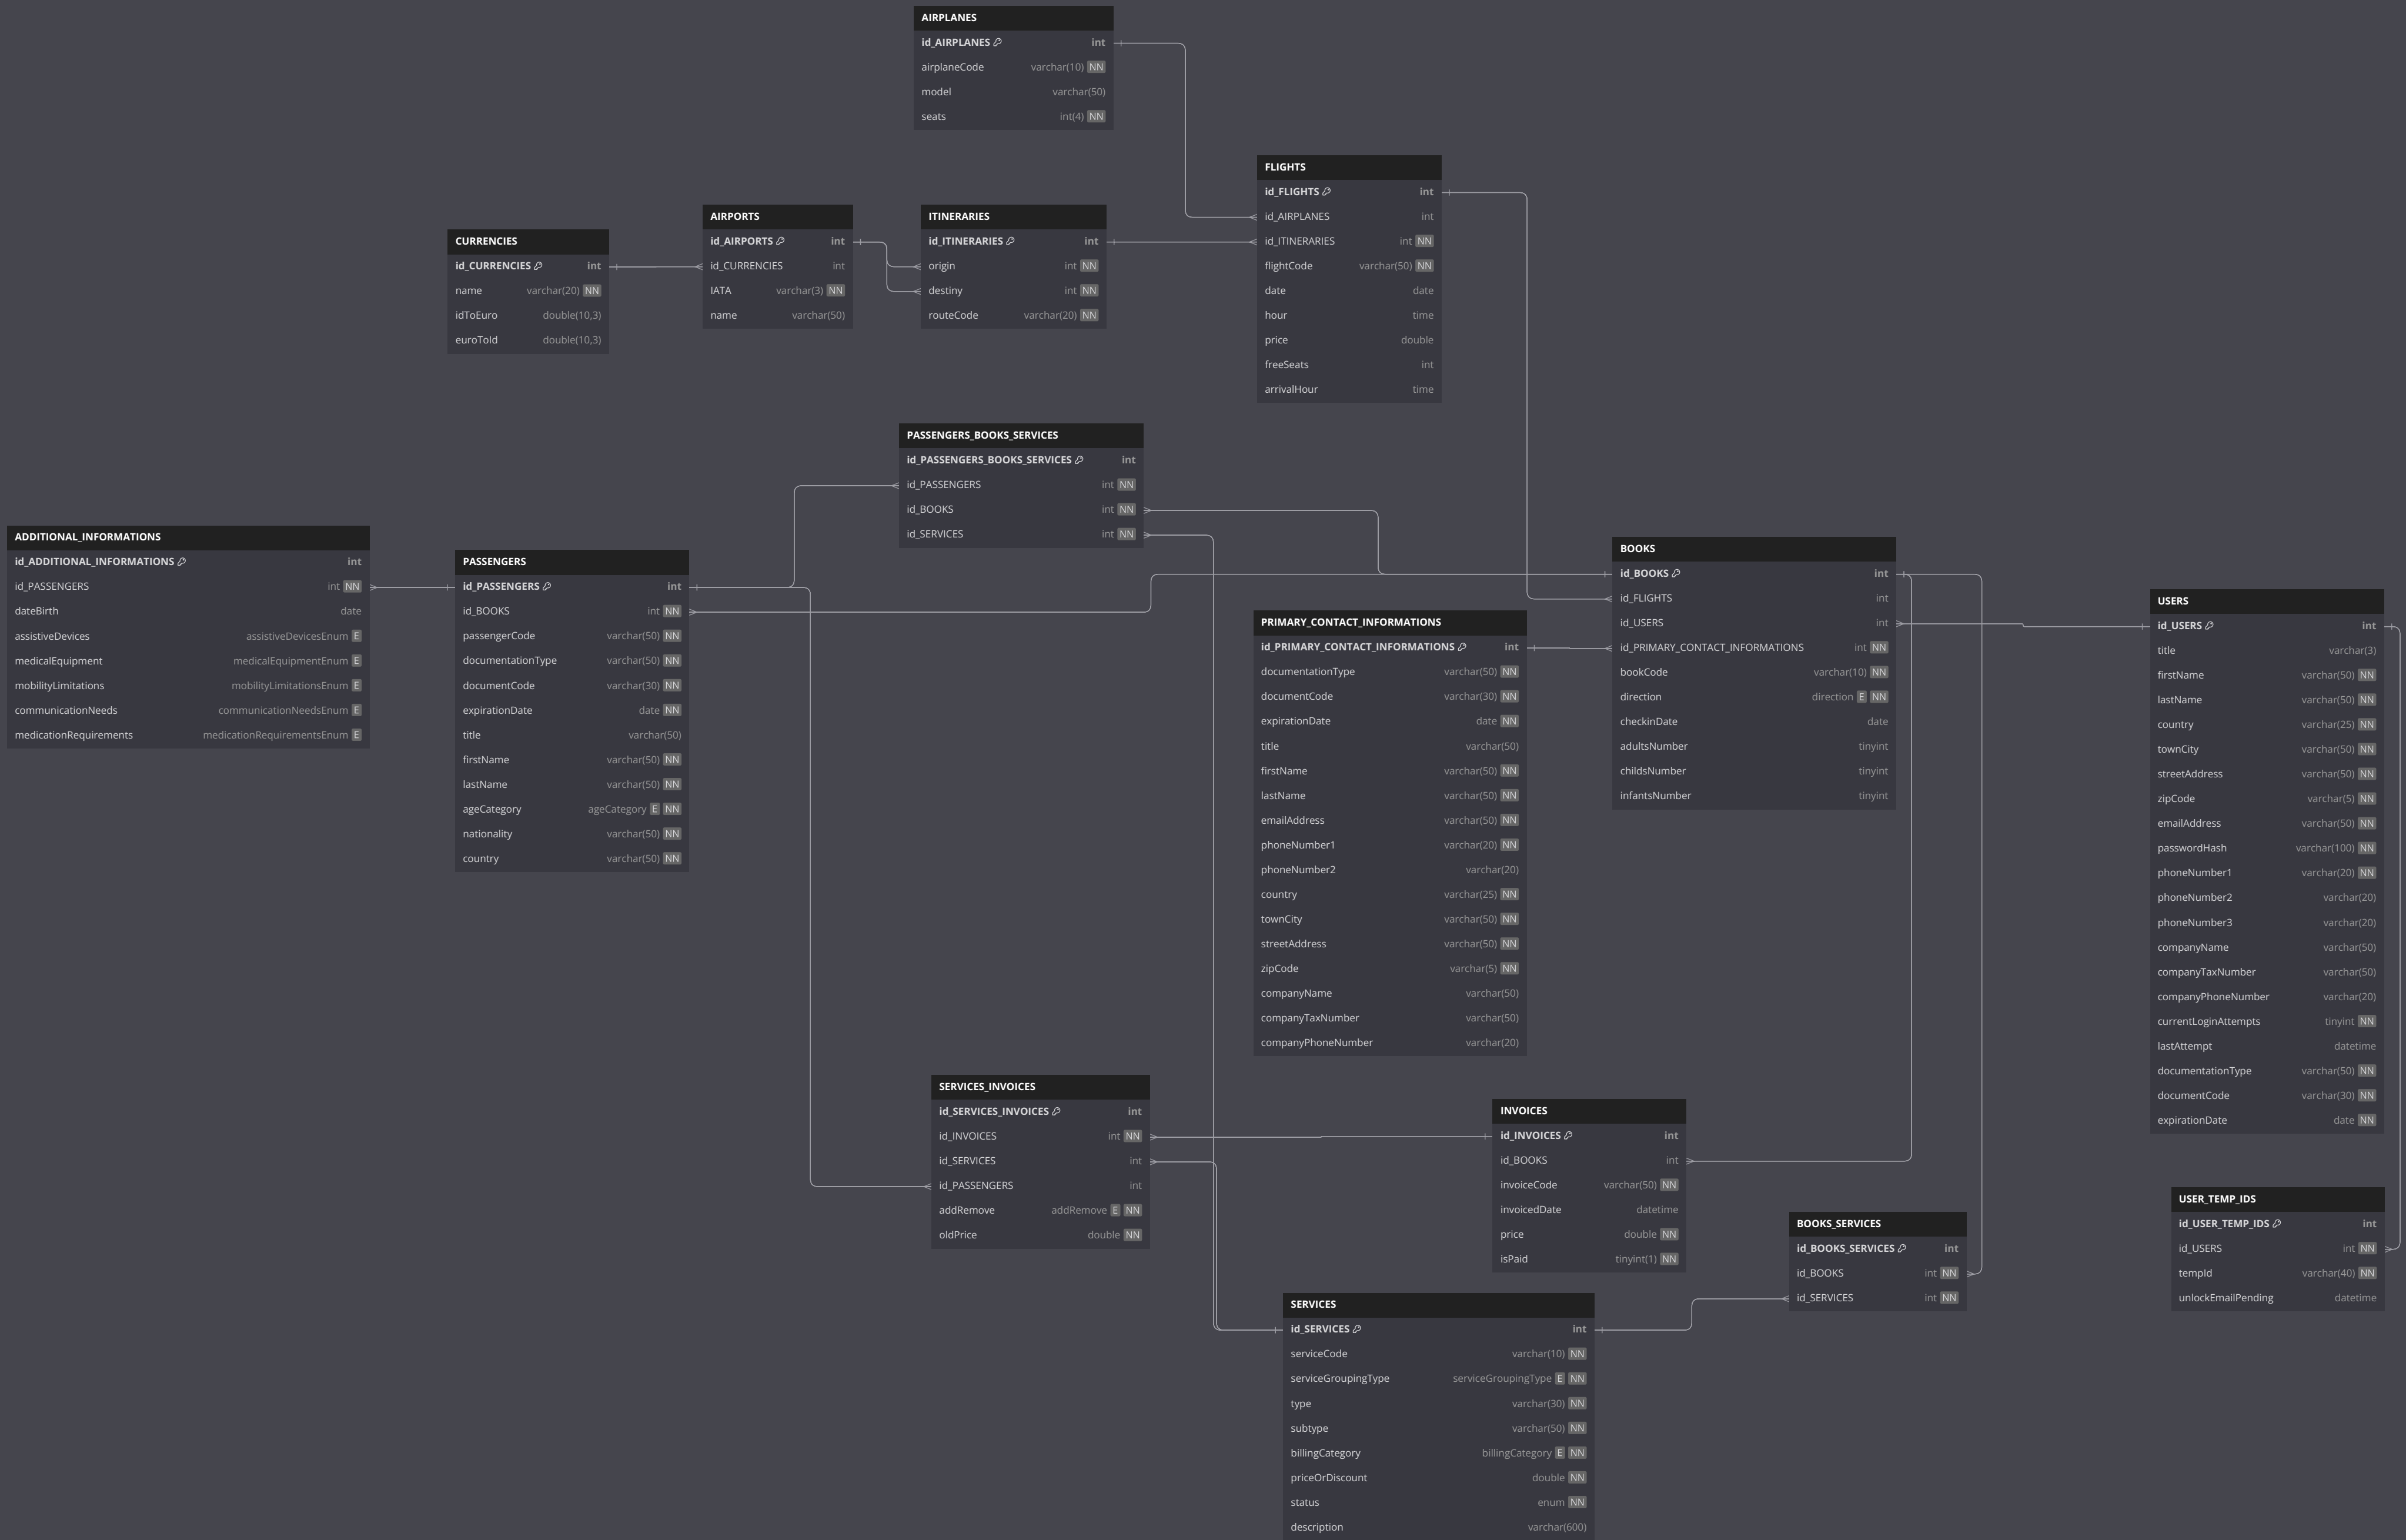 AIRPLANES
id_AIRPLANES int
airplaneCode varchar(10) NN
model varchar(50)
seats int(4) NN
FLIGHTS
id_FLIGHTS int
id_AIRPLANES int
id_ITINERARIES int NN
flightCode varchar(50) NN
date date
hour time
price double
freeSeats int
arrivalHour time
CURRENCIES
id_CURRENCIES int
name varchar(20) NN
idToEuro double(10,3)
euroToId double(10,3)
AIRPORTS
id_AIRPORTS int
id_CURRENCIES int
IATA varchar(3) NN
name varchar(50)
ITINERARIES
id_ITINERARIES int
origin int NN
destiny int NN
routeCode varchar(20) NN
PASSENGERS_BOOKS_SERVICES
id_PASSENGERS_BOOKS_SERVICES int
id_PASSENGERS int NN
id_BOOKS int NN
id_SERVICES int NN
ADDITIONAL_INFORMATIONS
id_ADDITIONAL_INFORMATIONS int
id_PASSENGERS int NN
dateBirth date
assistiveDevices assistiveDevicesEnum E
medicalEquipment medicalEquipmentEnum E
mobilityLimitations mobilityLimitationsEnum E
communicationNeeds communicationNeedsEnum E
medicationRequirements medicationRequirementsEnum E
PASSENGERS
id_PASSENGERS int
id_BOOKS int NN
passengerCode varchar(50) NN
documentationType varchar(50) NN
documentCode varchar(30) NN
expirationDate date NN
title varchar(50)
firstName varchar(50) NN
lastName varchar(50) NN
ageCategory ageCategory E NN
nationality varchar(50) NN
country varchar(50) NN
BOOKS
id_BOOKS int
id_FLIGHTS int
id_USERS int
id_PRIMARY_CONTACT_INFORMATIONS int NN
bookCode varchar(10) NN
direction direction E NN
checkinDate date
adultsNumber tinyint
childsNumber tinyint
infantsNumber tinyint
PRIMARY_CONTACT_INFORMATIONS
id_PRIMARY_CONTACT_INFORMATIONS int
documentationType varchar(50) NN
documentCode varchar(30) NN
expirationDate date NN
title varchar(50)
firstName varchar(50) NN
lastName varchar(50) NN
emailAddress varchar(50) NN
phoneNumber1 varchar(20) NN
phoneNumber2 varchar(20)
country varchar(25) NN
townCity varchar(50) NN
streetAddress varchar(50) NN
zipCode varchar(5) NN
companyName varchar(50)
companyTaxNumber varchar(50)
companyPhoneNumber varchar(20)
USERS
id_USERS int
title varchar(3)
firstName varchar(50) NN
lastName varchar(50) NN
country varchar(25) NN
townCity varchar(50) NN
streetAddress varchar(50) NN
zipCode varchar(5) NN
emailAddress varchar(50) NN
passwordHash varchar(100) NN
phoneNumber1 varchar(20) NN
phoneNumber2 varchar(20)
phoneNumber3 varchar(20)
companyName varchar(50)
companyTaxNumber varchar(50)
companyPhoneNumber varchar(20)
currentLoginAttempts tinyint NN
lastAttempt datetime
documentationType varchar(50) NN
documentCode varchar(30) NN
expirationDate date NN
SERVICES_INVOICES
id_SERVICES_INVOICES int
id_INVOICES int NN
id_SERVICES int
id_PASSENGERS int
addRemove addRemove E NN
oldPrice double NN
INVOICES
id_INVOICES int
id_BOOKS int
invoiceCode varchar(50) NN
invoicedDate datetime
price double NN
isPaid tinyint(1) NN
USER_TEMP_IDS
id_USER_TEMP_IDS int
id_USERS int NN
tempId varchar(40) NN
unlockEmailPending datetime
BOOKS_SERVICES
id_BOOKS_SERVICES int
id_BOOKS int NN
id_SERVICES int NN
SERVICES
id_SERVICES int
serviceCode varchar(10) NN
serviceGroupingType serviceGroupingType E NN
type varchar(30) NN
subtype varchar(50) NN
billingCategory billingCategory E NN
priceOrDiscount double NN
status enum NN
description varchar(600)